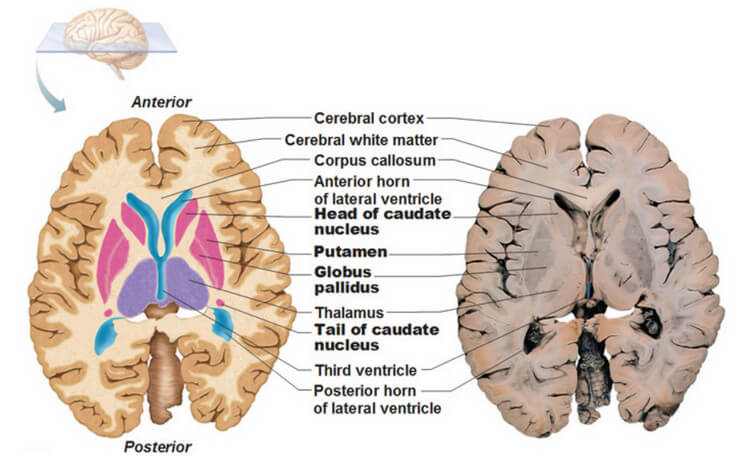 Anterior
Cerebral cortex
Cerebral white matter
Corpus callosum
Anterior horn
of lateral ventricle
Head of caudate
nucleus
Putamen
Globus
pallidus
Thalamus
Tail of caudate
nucleus
Third ventricle
Posterior horn
of lateral ventricle
Posterior